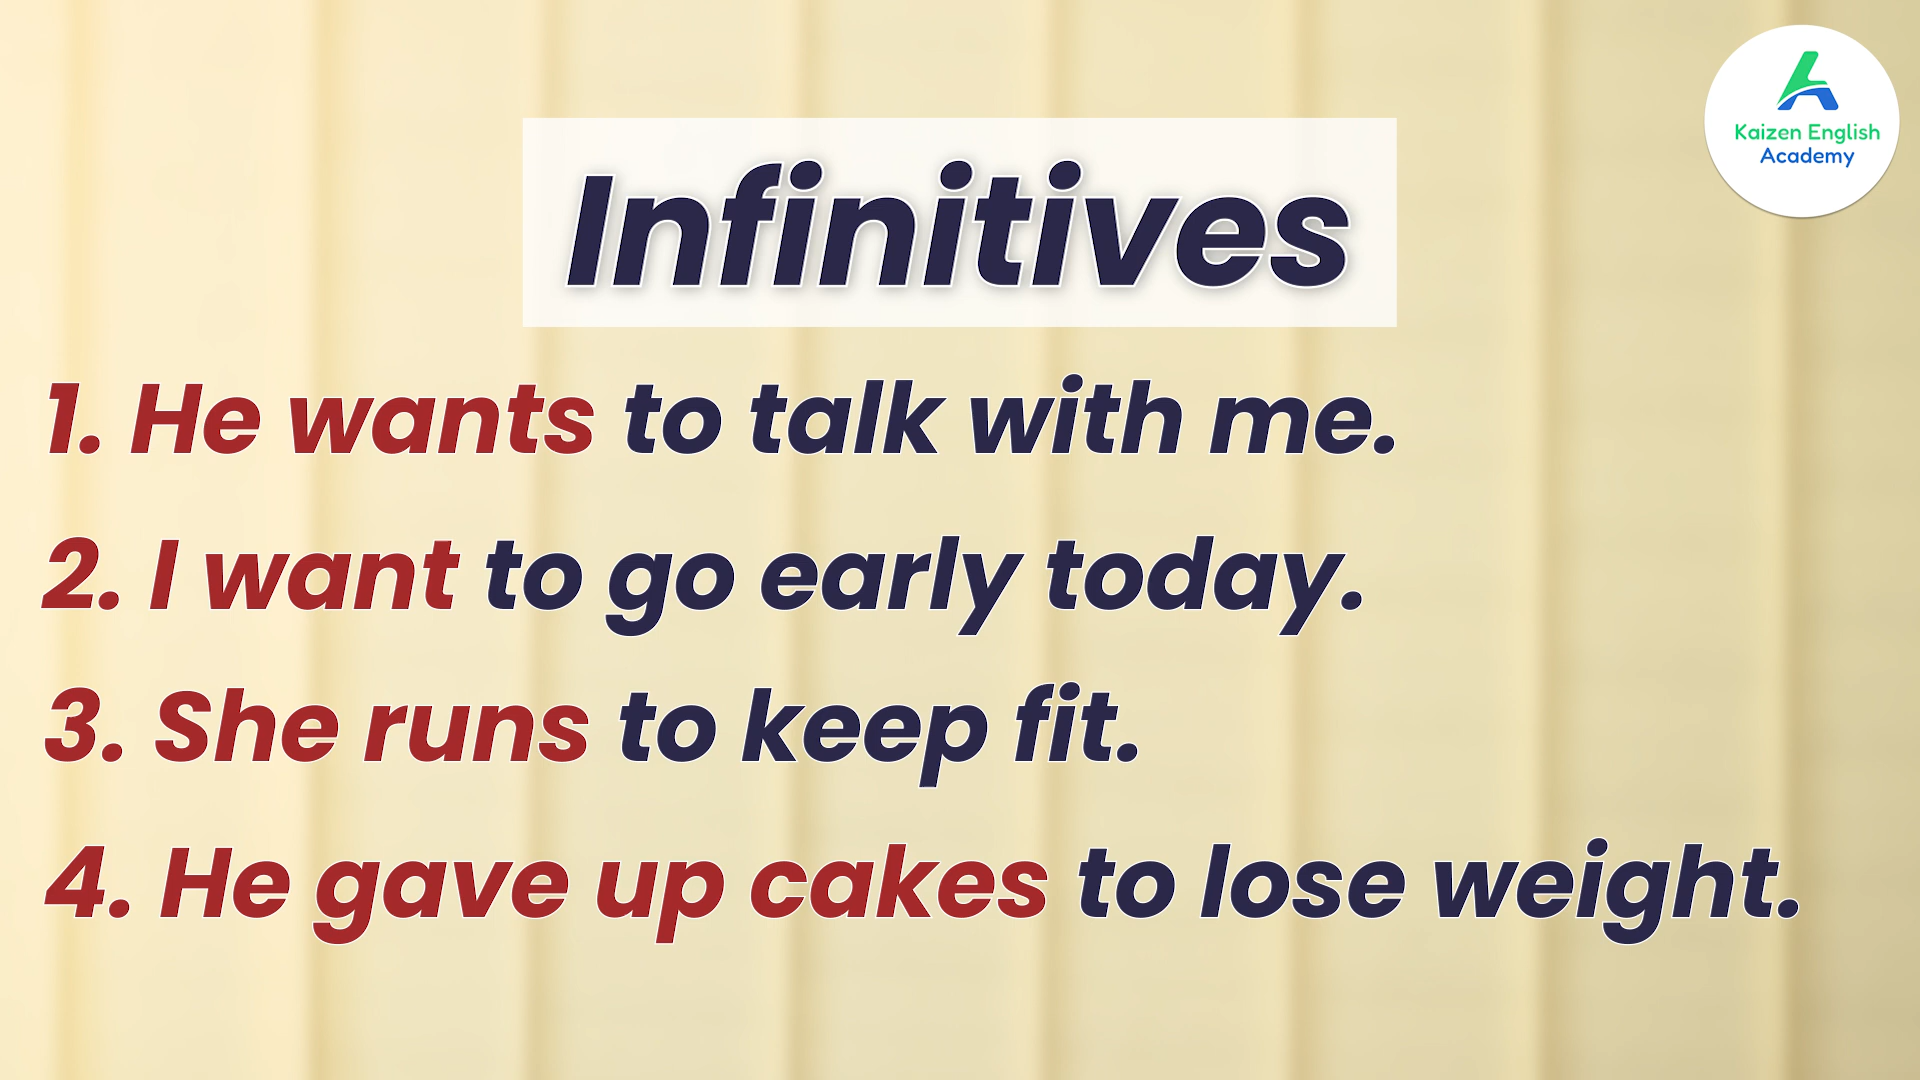 Kaizen English
Academy
Infinitives
1. He wants to talk with me.
2. I want to go early today.
3. She runs to keep fit.
4. He gave up cakes to lose weight.